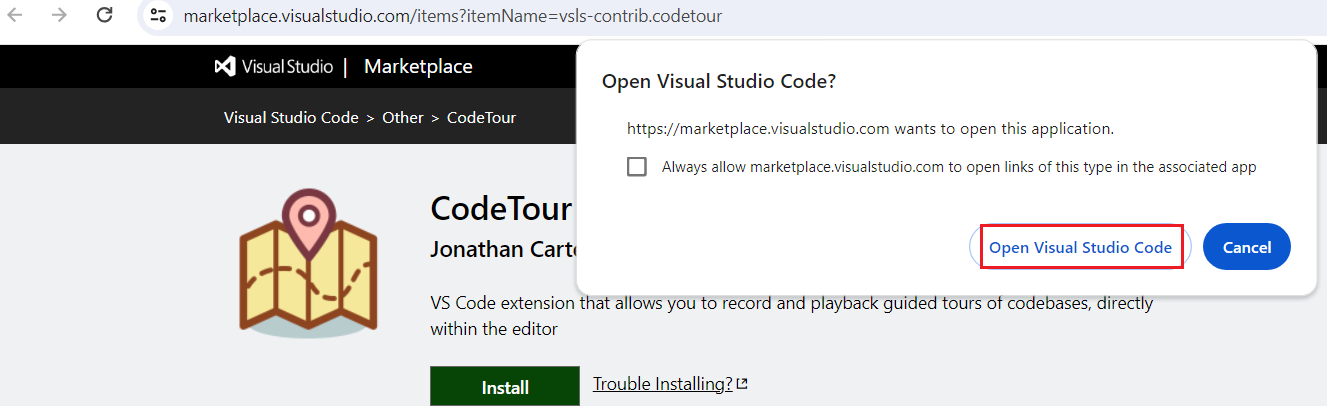 marketplace.visualstudio.com/items?itemName=vsls-contrib.codetour
Visual Studio | Marketplace
Visual Studio Code > Other > CodeTour
Open Visual Studio Code?
https://marketplace.visualstudio.com wants to open this application.
Always allow marketplace.visualstudio.com to open links of this type in the associated app
Open Visual Studio Code
Cancel
CodeTour
Jonathan Carte
VS Code extension that allows you to record and playback guided tours of codebases, directly
within the editor
Install
Trouble Installing?